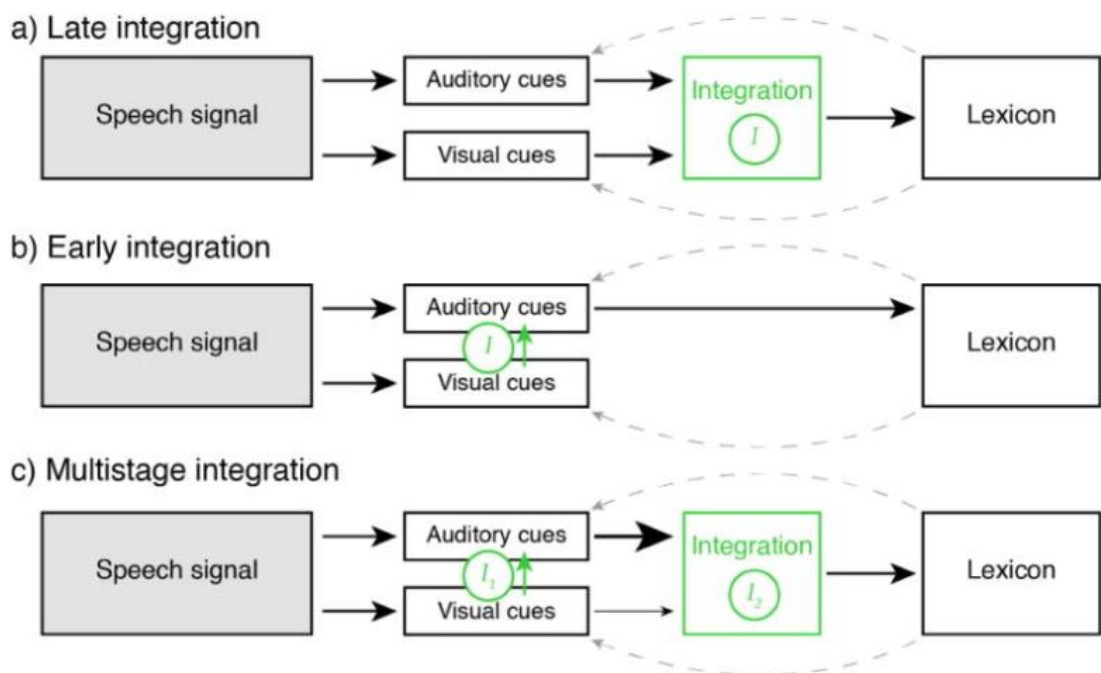 a) Late integration
Speech signal
Auditory cues
Visual cues
Integration
I
Lexicon
b) Early integration
Speech signal
Auditory cues
I
Visual cues
Lexicon
c) Multistage integration
Speech signal
Auditory cues
I₁
Visual cues
Integration
I₂
Lexicon